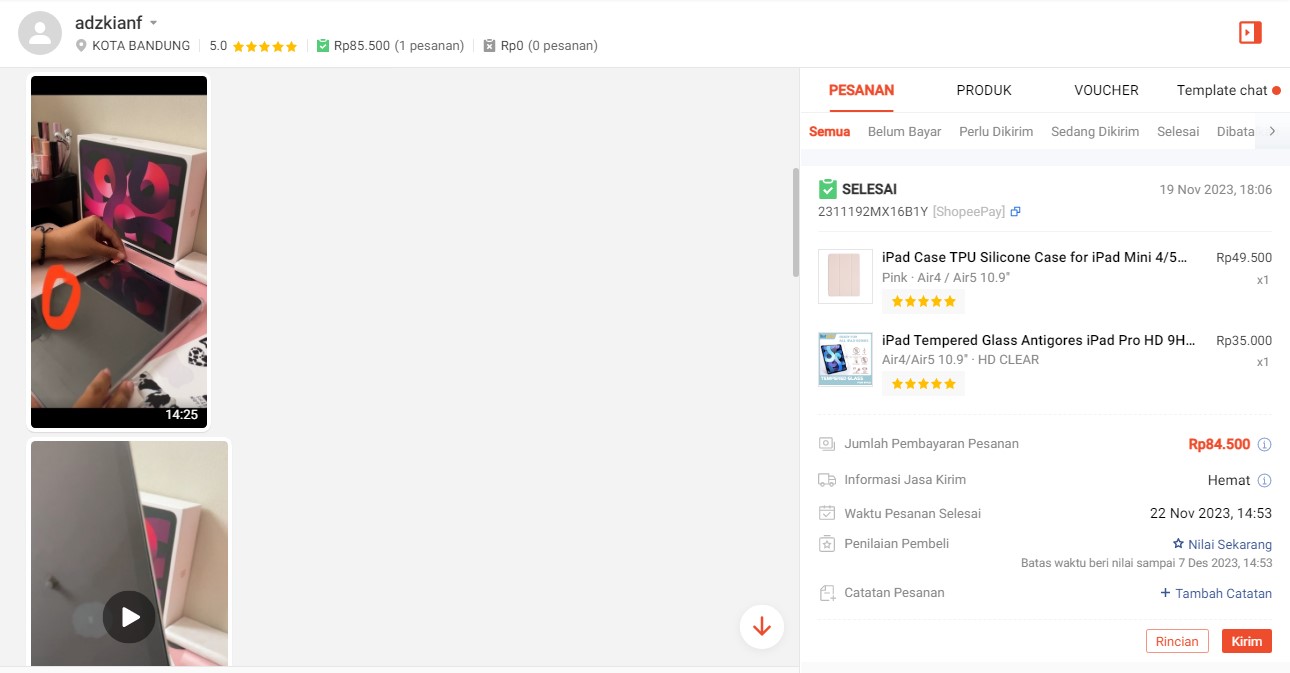 adzkianf
KOTA BANDUNG
5.0
Rp85.500 (1 pesanan)
Rp0 (0 pesanan)
14:25
PESANAN
PRODUK
VOUCHER
Template chat
Semua
Belum Bayar
Perlu Dikirim
Sedang Dikirim
Selesai
Dibata
SELESAI
19 Nov 2023, 18:06
2311192MX16B1Y [ShopeePay]
iPad Case TPU Silicone Case for iPad Mini 4/5...
Rp49.500
Pink · Air4 / Air5 10.9"
x1
iPad Tempered Glass Antigores iPad Pro HD 9H...
Rp35.000
Air4/Air5 10.9" · HD CLEAR
x1
TEMPERED GLASS
Jumlah Pembayaran Pesanan
Rp84.500
Informasi Jasa Kirim
Hemat
Waktu Pesanan Selesai
22 Nov 2023, 14:53
Penilaian Pembeli
Nilai Sekarang
Batas waktu beri nilai sampai 7 Des 2023, 14:53
Catatan Pesanan
+ Tambah Catatan
Rincian
Kirim